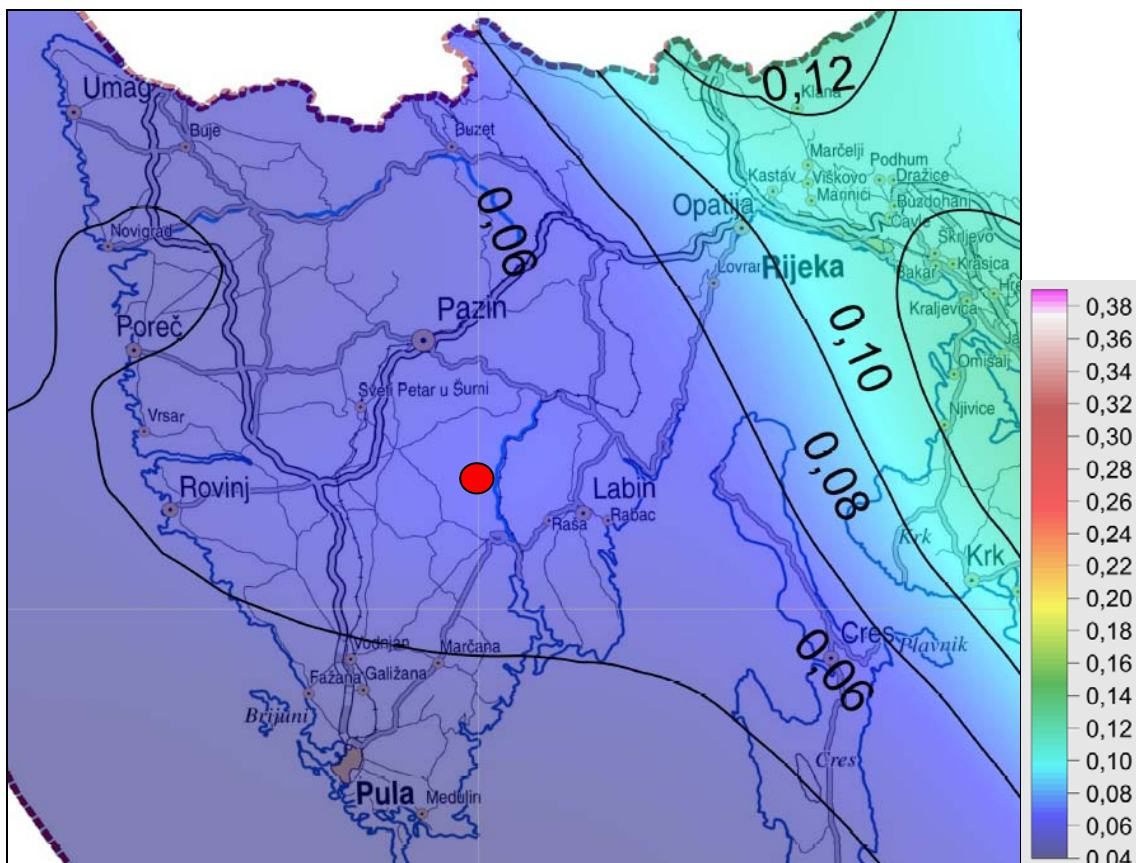 0,12
Umag
Klana
Buje
Buzet
Marčelji
Podhum
Kastav
Viškovo
Dražice
Marinići
Opatija
Buzdohanj
Čavle
0,06
Novigrad
Škrljevo
Lovran
Rijeka
Krasica
Bakar
Hre
Kraljevica
0,38
Pazin
0,36
Poreč
0,10
Ja
0,34
Omišalj
0,32
Sveti Petar u Šumi
Njivice
0,30
Vrsar
0,28
0,08
0,26
Rovinj
Labin
0,24
Raša
Rabac
Krk
0,22
Krk
0,20
0,18
Cres
Plavnik
Vodnjan
Marčana
0,06
0,16
Fažana
Galižana
0,14
Brijuni
0,12
Cres
0,10
Pula
Medulin
0,08
0,06
0,04